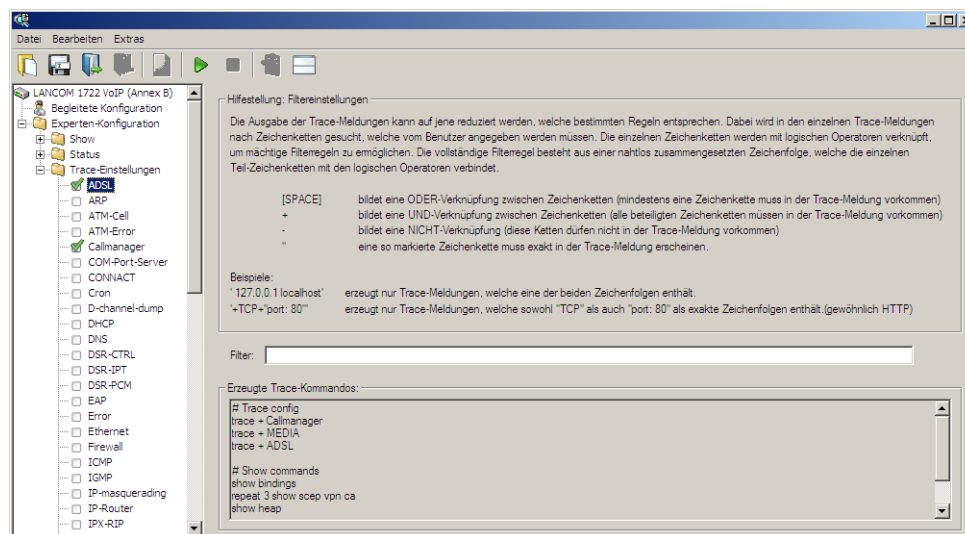 Datei Bearbeiten Extras
LANCOM 1722 VoIP (Annex B)
Begleitete Konfiguration
Experten-Konfiguration
Show
Status
Trace-Einstellungen
ADSL
ARP
ATM-Cell
ATM-Error
Callmanager
COM-Port-Server
CONNACT
Cron
D-channel-dump
DHCP
DNS
DSR-CTRL
DSR-IPT
DSR-PCM
EAP
Error
Ethernet
Firewall
ICMP
IGMP
IP-masquerading
IP-Router
IPX-RIP
Hilfestellung: Filtereinstellungen
Die Ausgabe der Trace-Meldungen kann auf jene reduziert werden, welche bestimmten Regeln entsprechen. Dabei wird in den einzelnen Trace-Meldungen
nach Zeichenketten gesucht, welche vom Benutzer angegeben werden müssen. Die einzelnen Zeichenketten werden mit logischen Operatoren verknüpft,
um mächtige Filterregeln zu ermöglichen. Die vollständige Filterregel besteht aus einer nahtlos zusammengesetzten Zeichenfolge, welche die einzelnen
Teil-Zeichenketten mit den logischen Operatoren verbindet.
[SPACE] bildet eine ODER-Verknüpfung zwischen Zeichenketten (mindestens eine Zeichenkette muss in der Trace-Meldung vorkommen)
+ bildet eine UND-Verknüpfung zwischen Zeichenketten (alle beteiligten Zeichenketten müssen in der Trace-Meldung vorkommen)
- bildet eine NICHT-Verknüpfung (diese Ketten dürfen nicht in der Trace-Meldung vorkommen)
" eine so markierte Zeichenkette muss exakt in der Trace-Meldung erscheinen.
Beispiele:
' 127.0.0.1 localhost' erzeugt nur Trace-Meldungen, welche eine der beiden Zeichenfolgen enthält.
'+TCP+"port: 80"' erzeugt nur Trace-Meldungen, welche sowohl "TCP" als auch "port: 80" als exakte Zeichenfolgen enthält.(gewöhnlich HTTP)
Filter:
Erzeugte Trace-Kommandos:
# Trace config
trace + Callmanager
trace + MEDIA
trace + ADSL
# Show commands
show bindings
repeat 3 show scep vpn ca
show heap